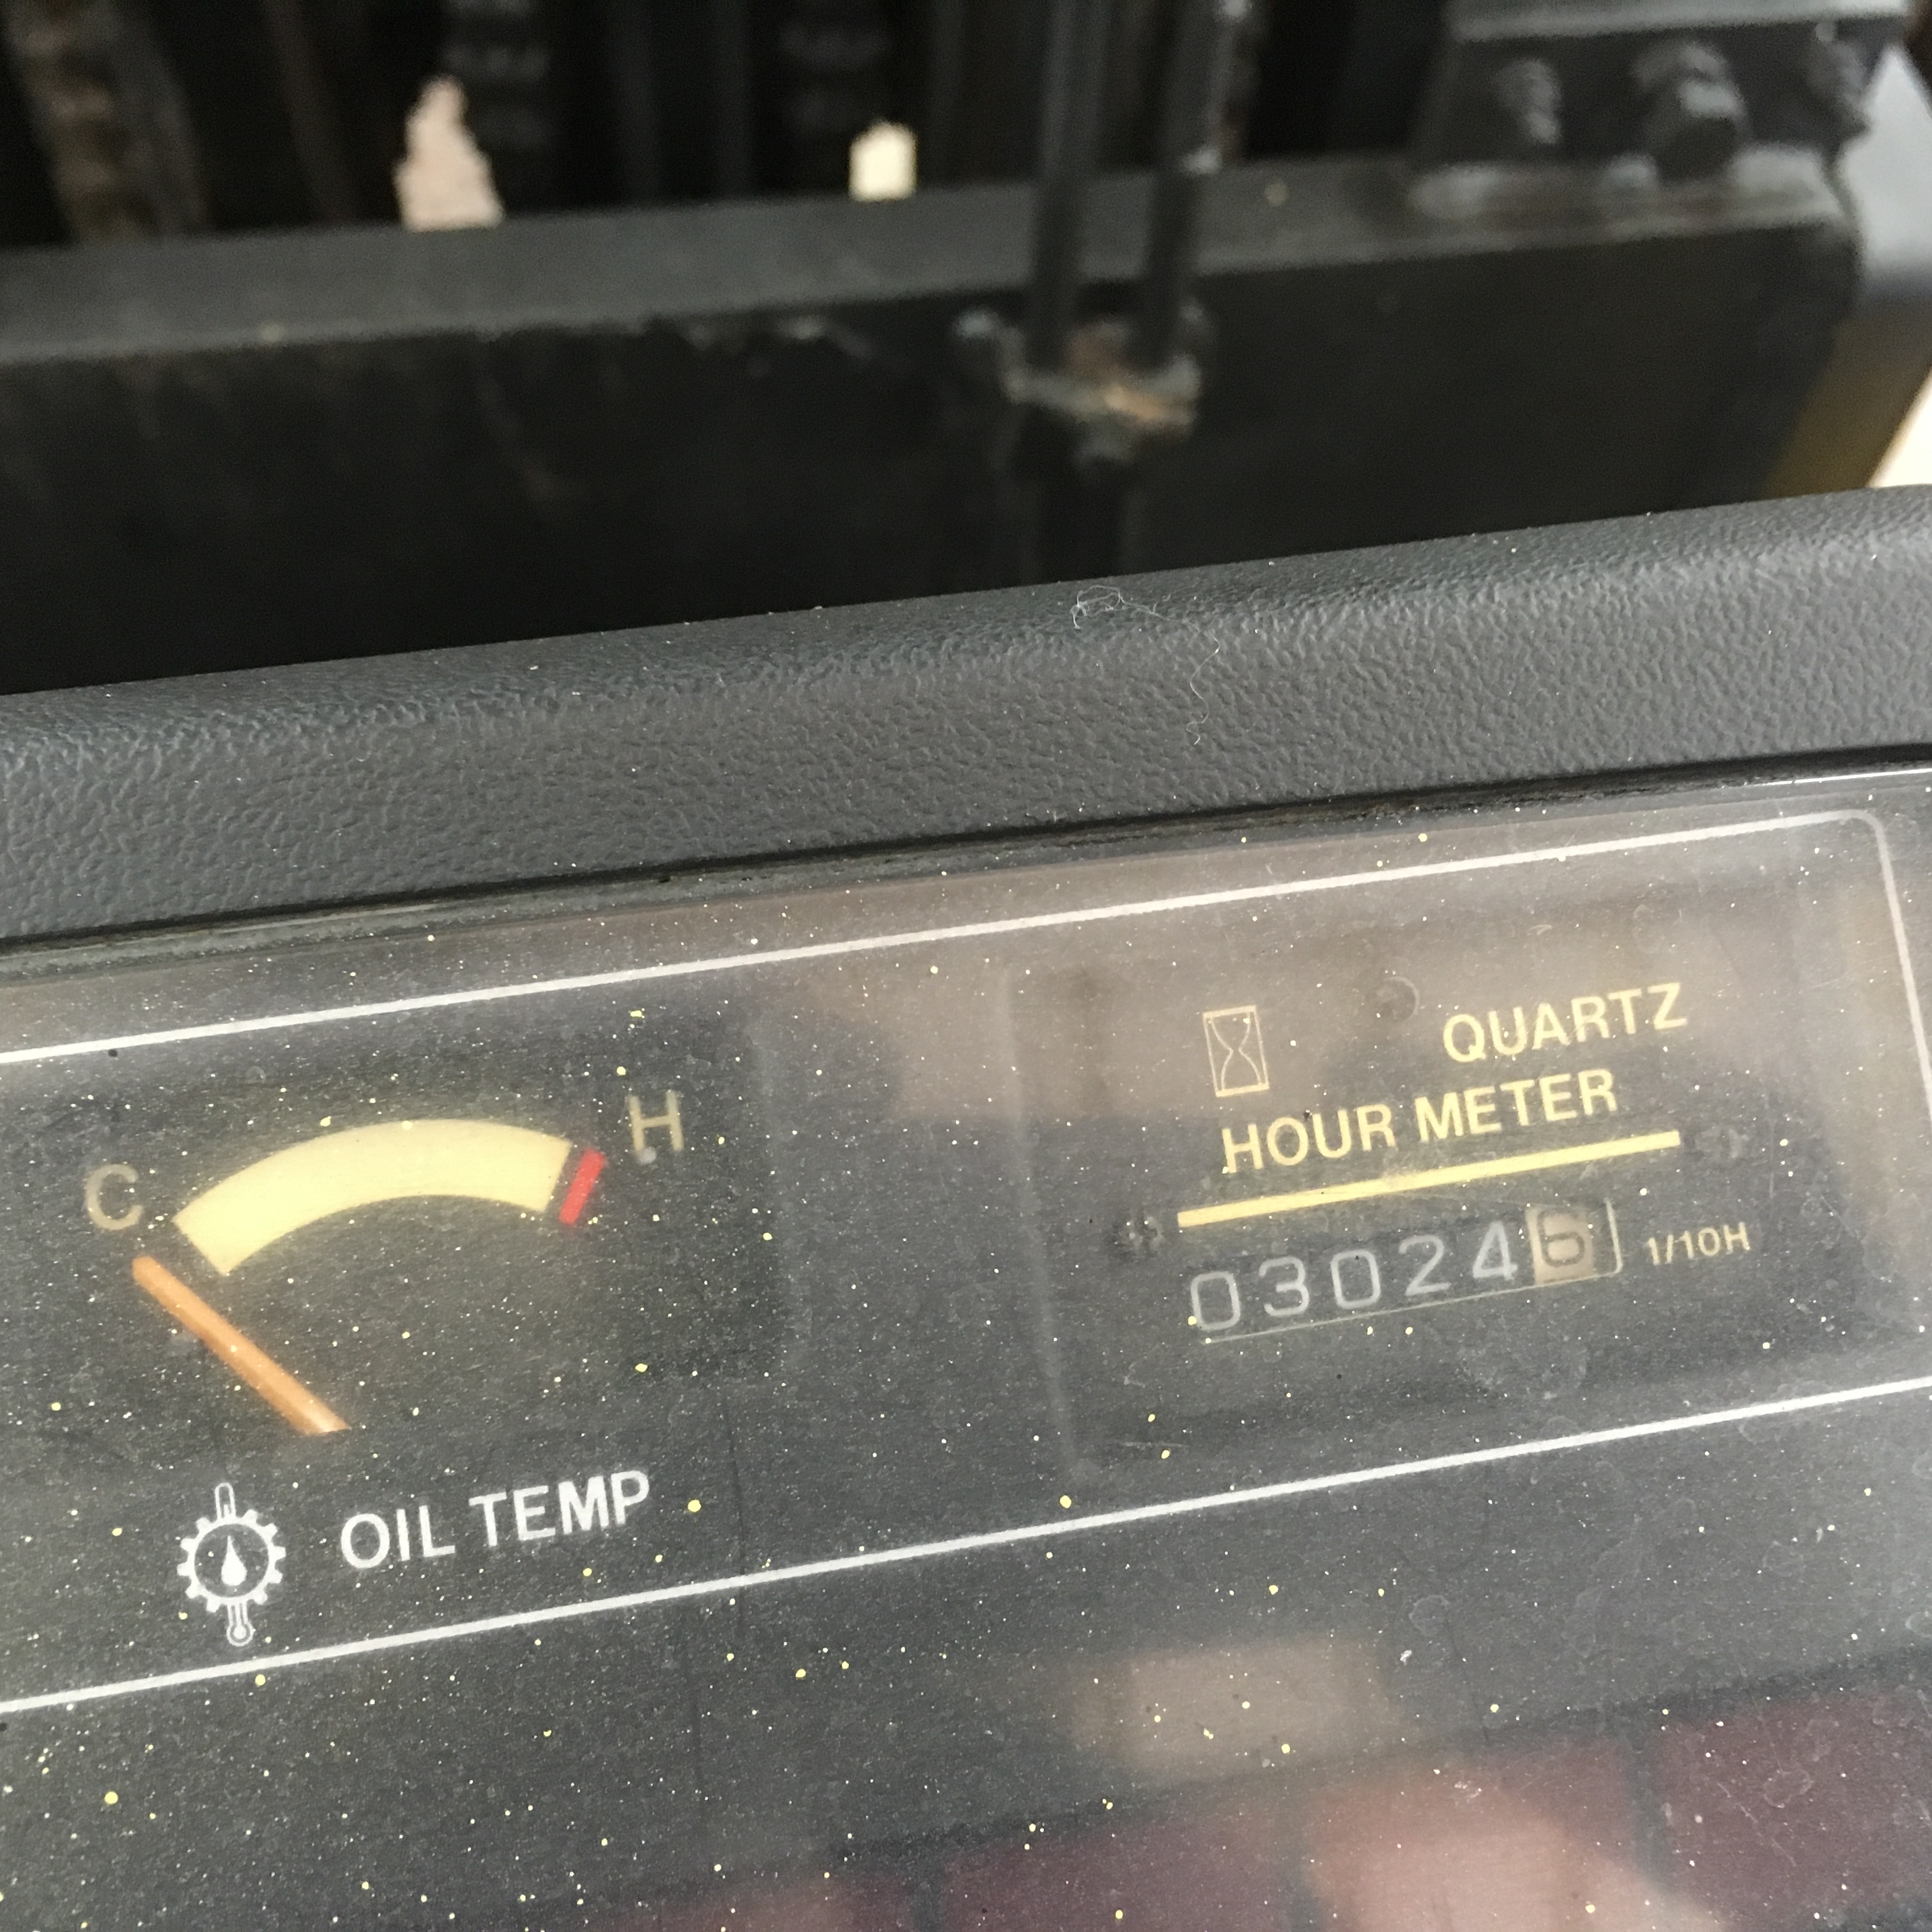 QUARTZ
HOUR METER
030246 1/10H
C H
OIL TEMP